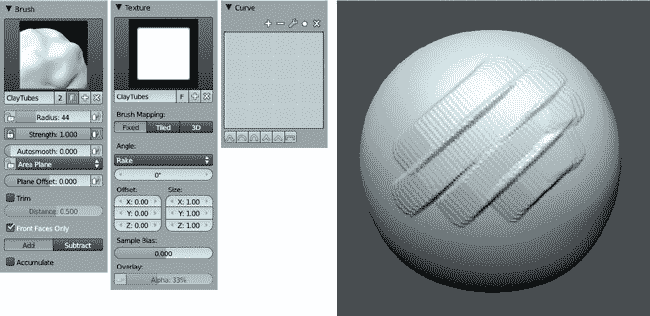 Brush
ClayTubes 2
Radius: 44
Strength: 1.000
Autosmooth: 0.000
Area Plane
Plane Offset: 0.000
Trim
Distance: 0.500
Front Faces Only
Add Subtract
Accumulate
Texture
ClayTubes F
Brush Mapping:
Fixed Tiled 3D
Angle:
Rake
0°
Offset: Size:
X: 0.00 X: 1.00
Y: 0.00 Y: 1.00
Z: 0.00 Z: 1.00
Sample Bias:
0.000
Overlay:
Alpha: 33%
Curve